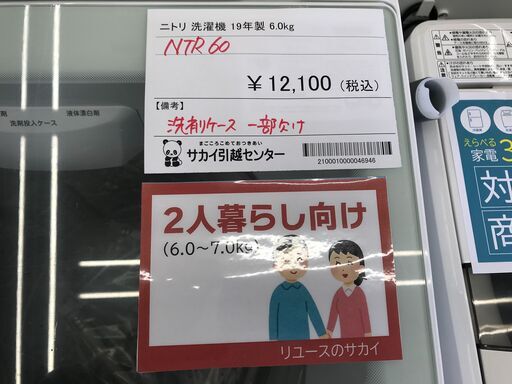 ニトリ 洗濯機 19年製 6.0kg
NTR60
￥12,100（税込）
【備考】
洗剤ケース 一部欠け
まごころこめておつきあい
サカイ引越センター
2100010000046946
2人暮らし向け
(6.0〜7.0kg)
リユースのサカイ
液体漂白剤
洗剤投入ケース
えらべる
家電3
対
商